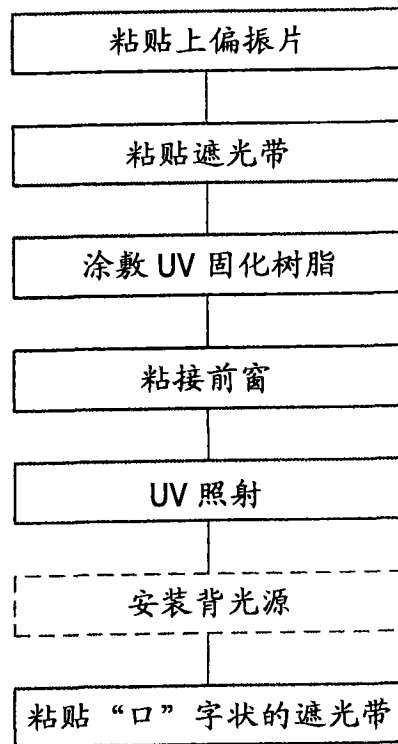 粘贴上偏振片
粘贴遮光带
涂敷 UV 固化树脂
粘接前窗
UV 照射
安装背光源
粘贴“口”字状的遮光带